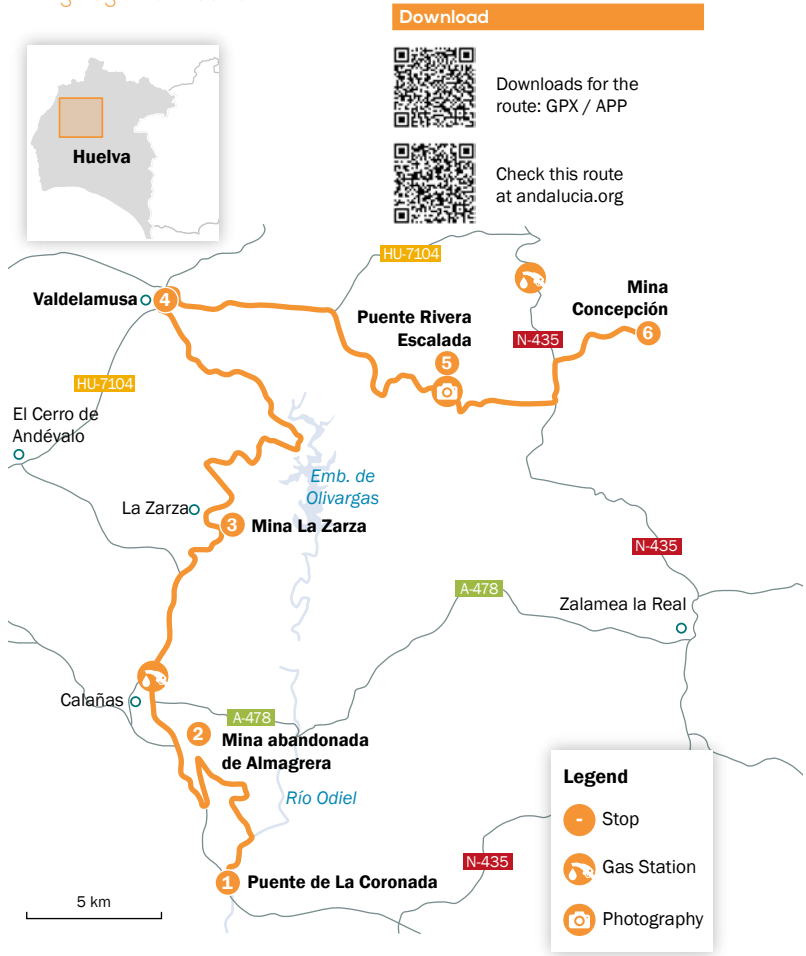 Download
Downloads for the
route: GPX / APP
Check this route
at andalucia.org
Huelva
HU-7104
Valdelamusa
4
Puente Rivera
Escalada
5
N-435
Mina
Concepción
6
HU-7104
El Cerro de
Andévalo
Emb. de
Olivargas
La Zarza
3
Mina La Zarza
N-435
A-478
Zalamea la Real
Calañas
A-478
2
Mina abandonada
de Almagrera
Río Odiel
N-435
1
Puente de La Coronada
5 km
Legend
- Stop
Gas Station
Photography